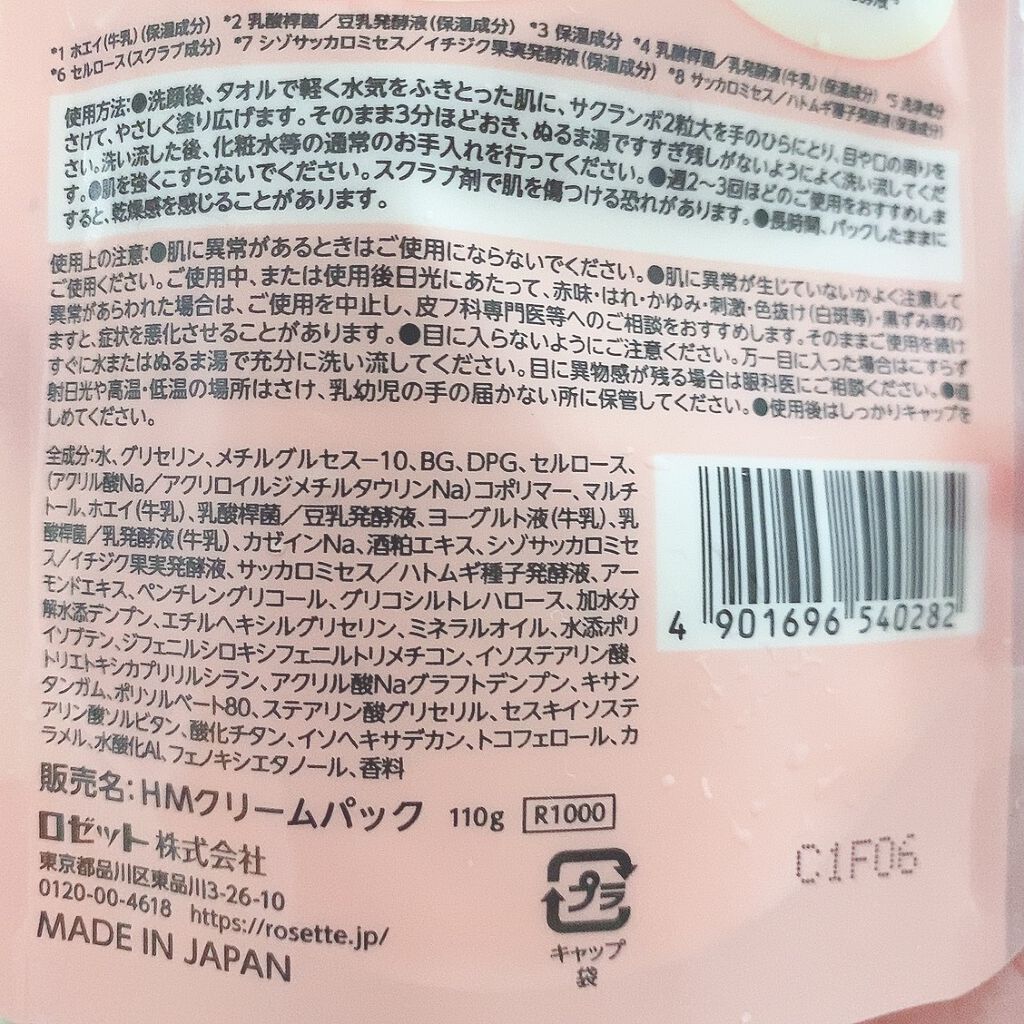 *1 ホエイ(牛乳)(保湿成分) *2 乳酸桿菌／豆乳発酵液(保湿成分) *3 保湿成分 *4 乳酸桿菌／乳発酵液(牛乳)(保湿成分) *5 洗浄成分
*6 セルロース(スクラブ成分) *7 シゾサッカロミセス／イチジク果実発酵液(保湿成分) *8 サッカロミセス／ハトムギ種子発酵液(保湿成分)
使用方法:●洗顔後、タオルで軽く水気をふきとった肌に、サクランボ2粒大を手のひらにとり、目や口の周りを
さけて、やさしく塗り広げます。そのまま3分ほどおき、ぬるま湯ですすぎ残しがないようによく洗い流してくだ
さい。洗い流した後、化粧水等の通常のお手入れを行ってください。●週2～3回ほどのご使用をおすすめしま
す。●肌を強くこすらないでください。スクラブ剤で肌を傷つける恐れがあります。●長時間、パックしたままに
すると、乾燥感を感じることがあります。
使用上の注意:●肌に異常があるときはご使用にならないでください。●肌に異常が生じていないかよく注意して
ご使用ください。ご使用中、または使用後日光にあたって、赤味・はれ・かゆみ・刺激・色抜け(白斑等)・黒ずみ等の
異常があらわれた場合は、ご使用を中止し、皮フ科専門医等へのご相談をおすすめします。そのままご使用を続け
ますと、症状を悪化させることがあります。●目に入らないようにご注意ください。万一目に入った場合はこすらず
すぐに水またはぬるま湯で充分に洗い流してください。目に異物感が残る場合は眼科医にご相談ください。●直
射日光や高温・低温の場所はさけ、乳幼児の手の届かない所に保管してください。●使用後はしっかりキャップを
しめてください。
全成分:水、グリセリン、メチルグルセス－10、BG、DPG、セルロース、
(アクリル酸Na／アクリロイルジメチルタウリンNa)コポリマー、マルチ
トール、ホエイ(牛乳)、乳酸桿菌／豆乳発酵液、ヨーグルト液(牛乳)、乳
酸桿菌／乳発酵液(牛乳)、カゼインNa、酒粕エキス、シゾサッカロミセ
ス／イチジク果実発酵液、サッカロミセス／ハトムギ種子発酵液、アー
モンドエキス、ペンチレングリコール、グリコシルトレハロース、加水分
解水添デンプン、エチルヘキシルグリセリン、ミネラルオイル、水添ポリ
イソブテン、ジフェニルシロキシフェニルトリメチコン、イソステアリン酸、
トリエトキシカプリリルシラン、アクリル酸Naグラフトデンプン、キサン
タンガム、ポリソルベート80、ステアリン酸グリセリル、セスキイソステ
アリン酸ソルビタン、酸化チタン、イソヘキサデカン、トコフェロール、カ
ラメル、水酸化Al、フェノキシエタノール、香料
4 901696 540282
販売名:HMクリームパック 110g R1000
ロゼット株式会社
東京都品川区東品川3-26-10
0120-00-4618 https://rosette.jp/
MADE IN JAPAN
プラ
キャップ
袋
C1F06